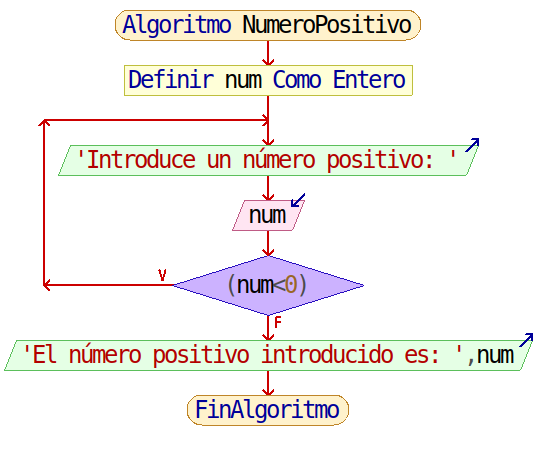 Algoritmo NumeroPositivo
Definir num Como Entero
'Introduce un número positivo: '
num
V
(num<0)
F
'El número positivo introducido es: ',num
FinAlgoritmo